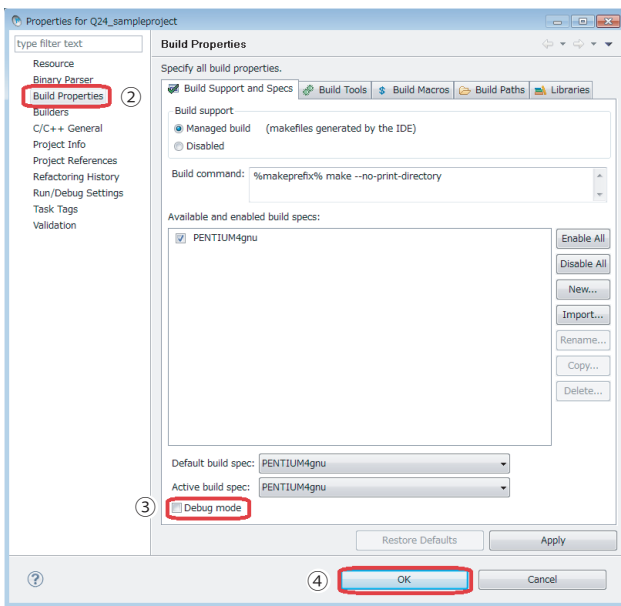 Properties for Q24_sampleproject
type filter text
Resource
Binary Parser
Build Properties
②
Builders
C/C++ General
Project Info
Project References
Refactoring History
Run/Debug Settings
Task Tags
Validation
Build Properties
Specify all build properties.
Build Support and Specs Build Tools $ Build Macros Build Paths Libraries
Build support
Managed build (makefiles generated by the IDE)
Disabled
Build command: %makeprefix% make --no-print-directory
Available and enabled build specs:
PENTIUM4gnu
Enable All
Disable All
New...
Import...
Rename...
Copy...
Delete...
Default build spec: PENTIUM4gnu
Active build spec: PENTIUM4gnu
③ Debug mode
Restore Defaults Apply
? ④ OK Cancel